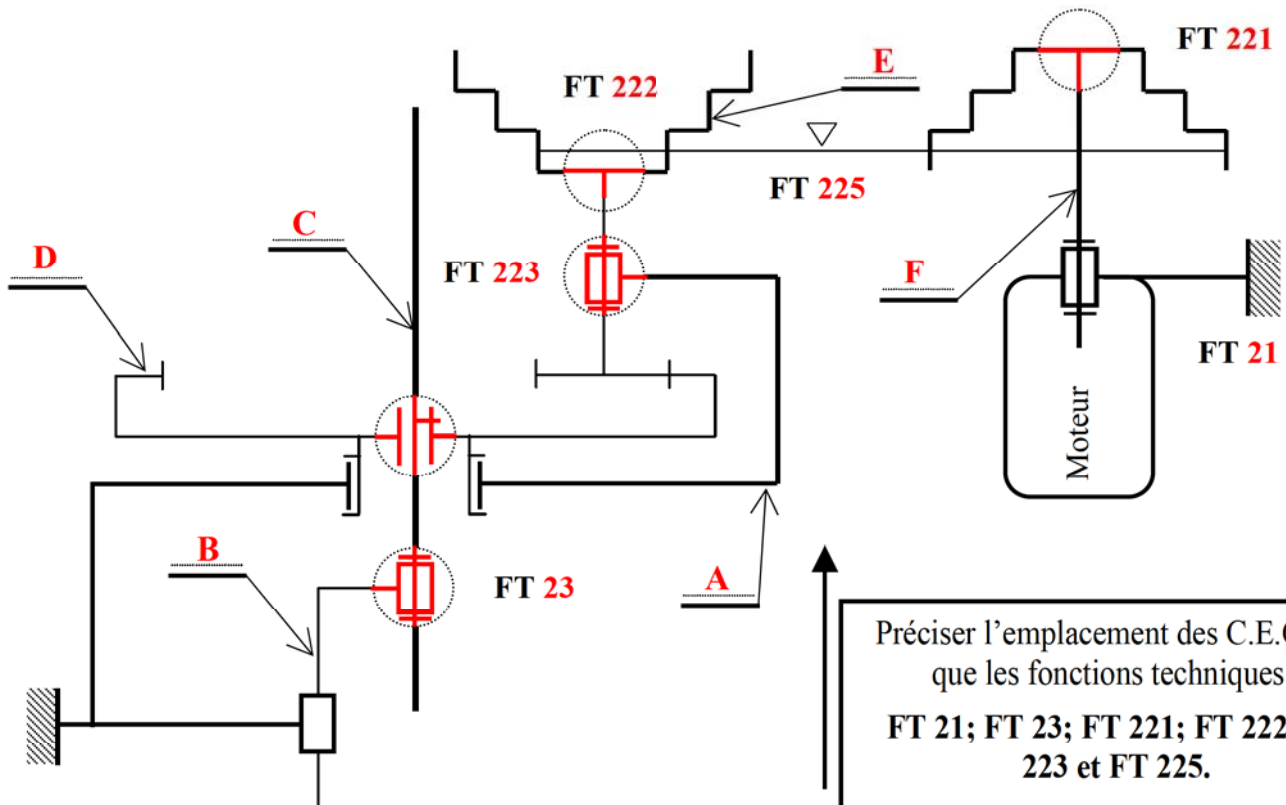 FT 221
E
FT 222
FT 225
C
D
FT 223
F
FT 21
Moteur
B
A
FT 23
Préciser l’emplacement des C.E.
que les fonctions techniques
FT 21; FT 23; FT 221; FT 222
223 et FT 225.